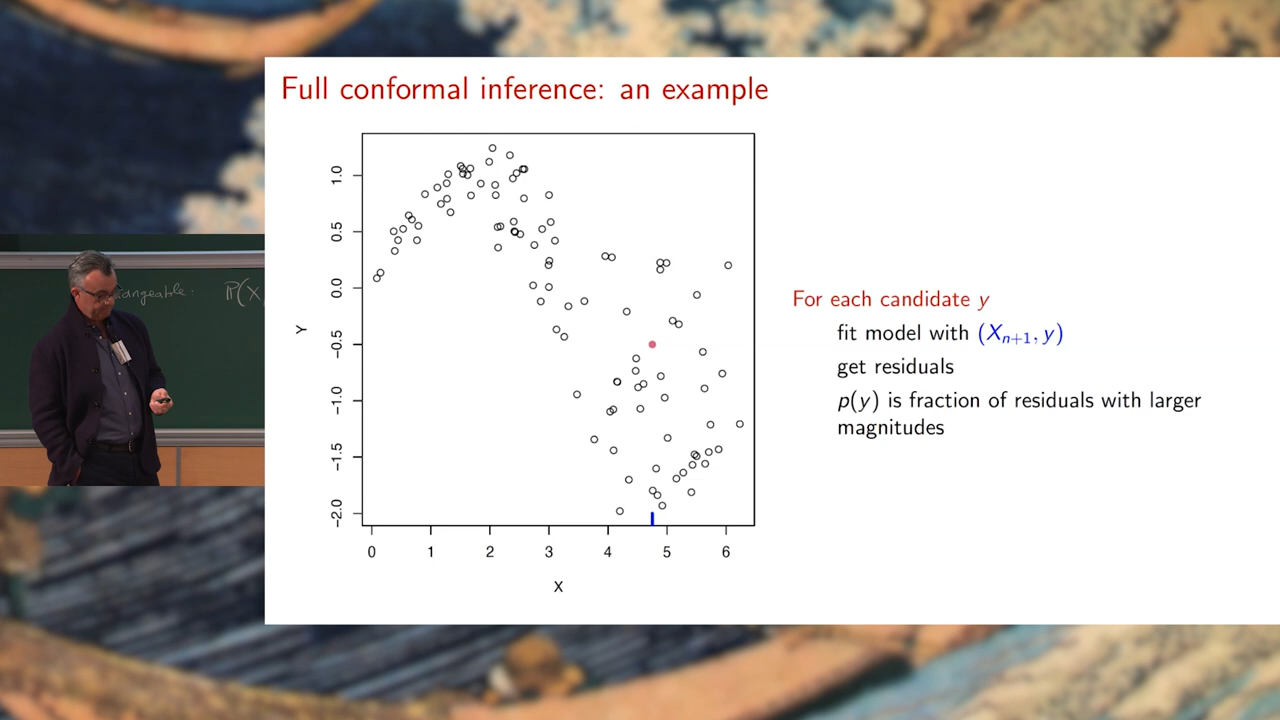 Full conformal inference: an example
1.0
0.5
0.0
−0.5
−1.0
−1.5
−2.0
Y
0 1 2 3 4 5 6
X
For each candidate y
fit model with (Xₙ₊₁, y)
get residuals
p(y) is fraction of residuals with larger
magnitudes
angeable: ℙ(X